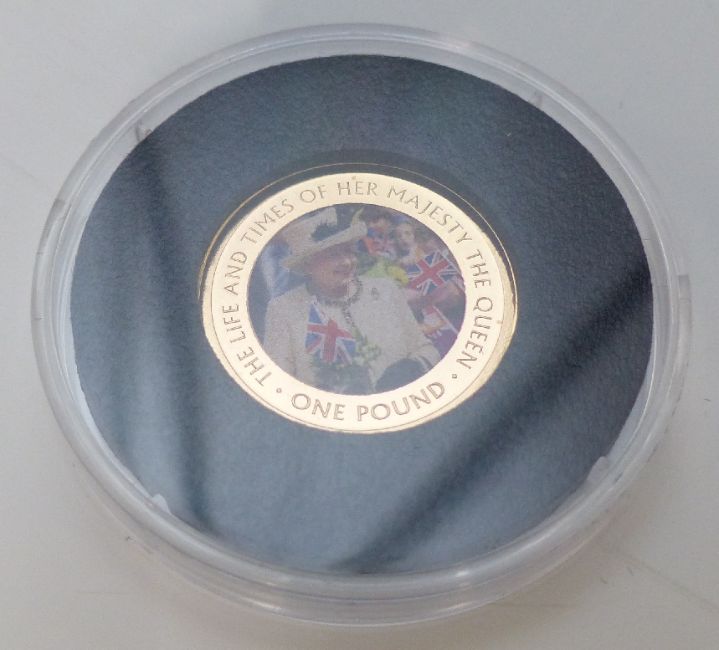 · THE LIFE AND TIMES OF HER MAJESTY THE QUEEN ·
ONE POUND